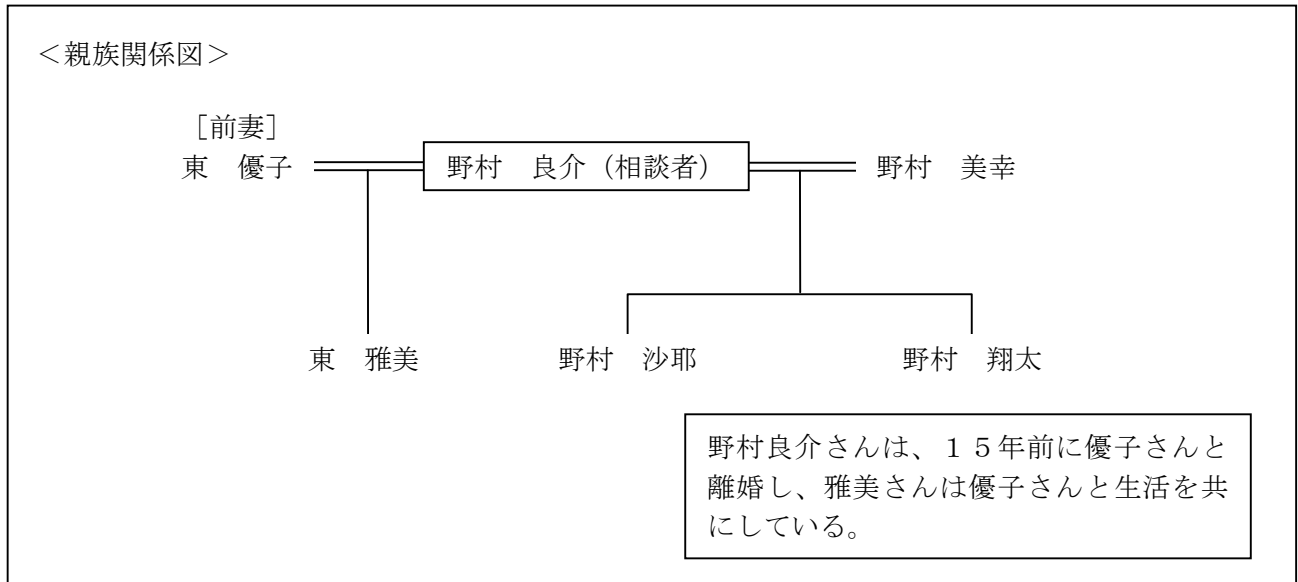 ＜親族関係図＞
［前妻］
東　優子
野村　良介（相談者）
野村　美幸
東　雅美
野村　沙耶
野村　翔太
野村良介さんは、１５年前に優子さんと
離婚し、雅美さんは優子さんと生活を共
にしている。